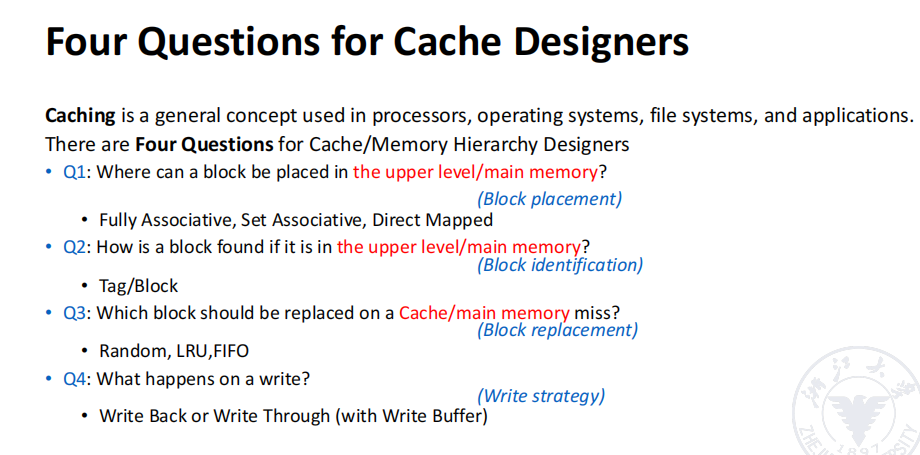 Four Questions for Cache Designers
Caching is a general concept used in processors, operating systems, file systems, and applications.
There are Four Questions for Cache/Memory Hierarchy Designers
• Q1: Where can a block be placed in the upper level/main memory?
(Block placement)
• Fully Associative, Set Associative, Direct Mapped
• Q2: How is a block found if it is in the upper level/main memory?
(Block identification)
• Tag/Block
• Q3: Which block should be replaced on a Cache/main memory miss?
(Block replacement)
• Random, LRU,FIFO
• Q4: What happens on a write?
(Write strategy)
• Write Back or Write Through (with Write Buffer)
1897